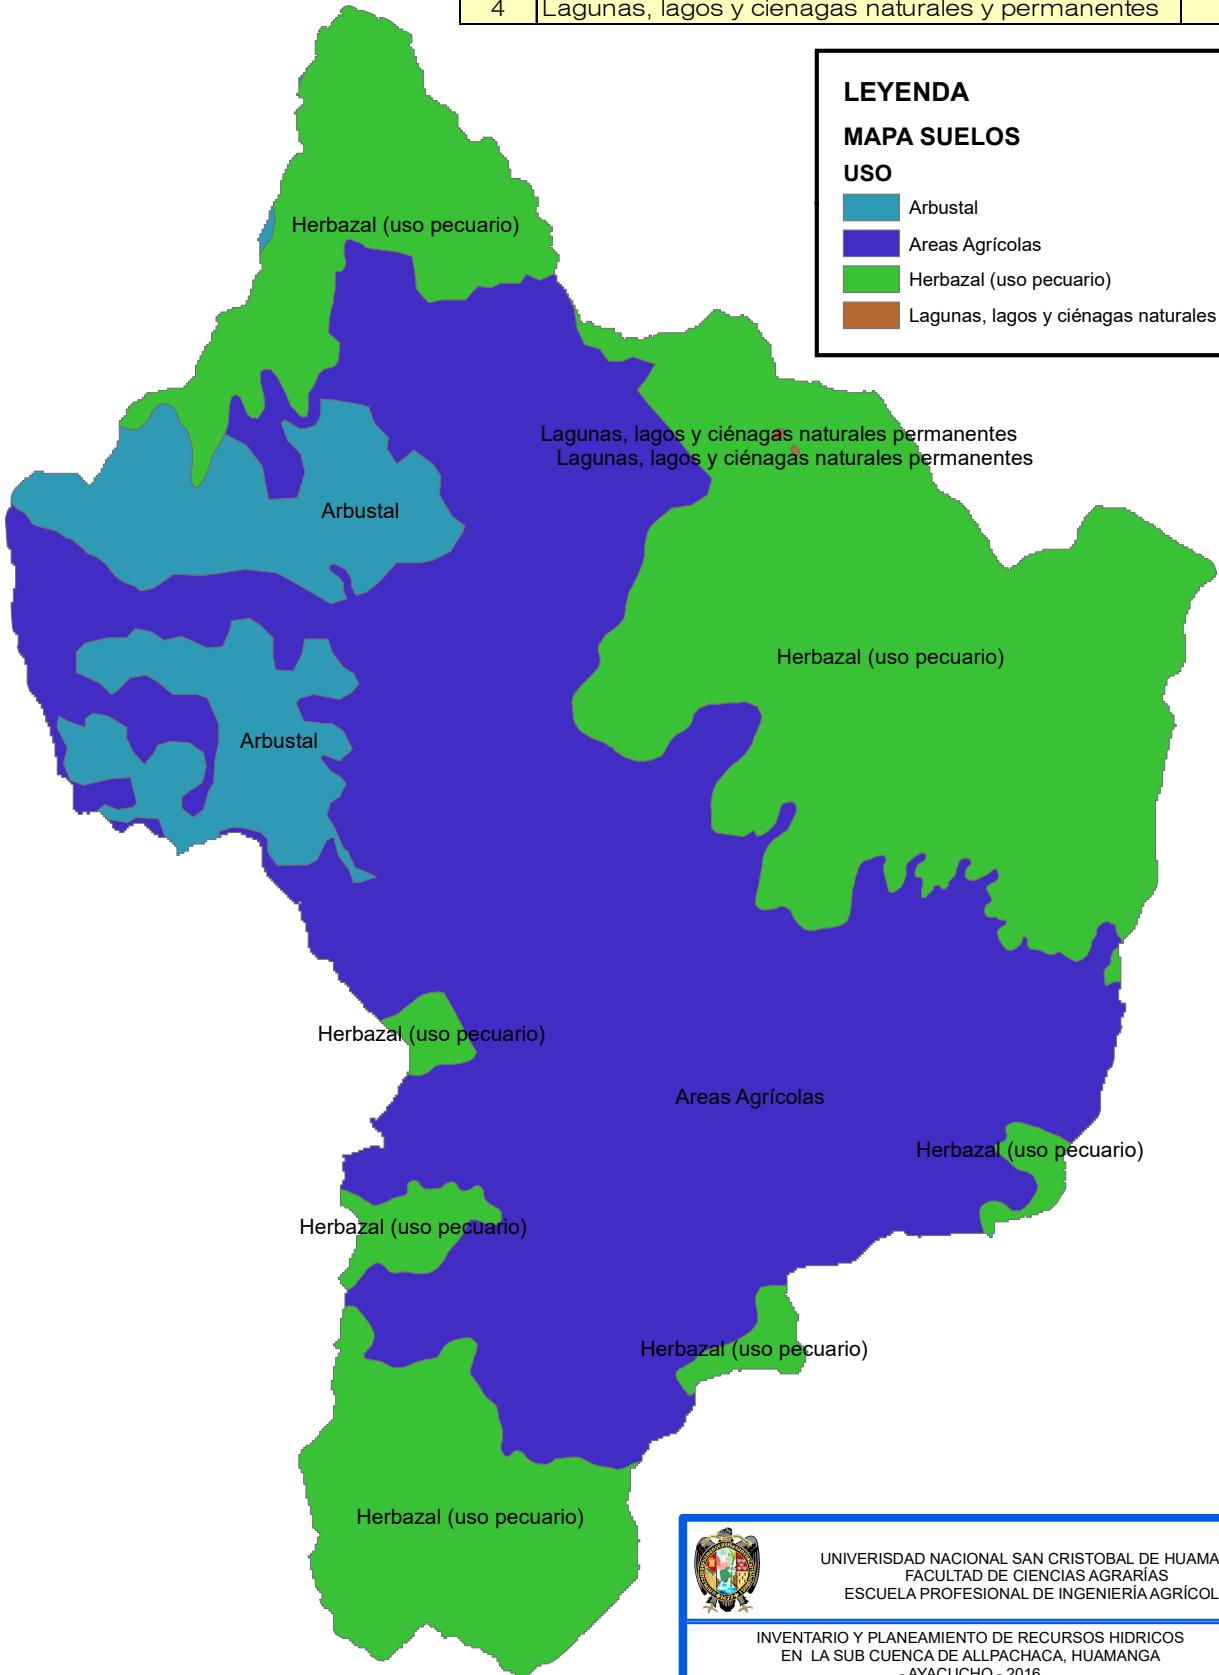 4 Lagunas, lagos y cienagas naturales y permanentes
LEYENDA
MAPA SUELOS
USO
Arbustal
Areas Agrícolas
Herbazal (uso pecuario)
Lagunas, lagos y ciénagas naturales
Herbazal (uso pecuario)
Lagunas, lagos y ciénagas naturales permanentes
Lagunas, lagos y ciénagas naturales permanentes
Arbustal
Herbazal (uso pecuario)
Arbustal
Herbazal (uso pecuario)
Areas Agrícolas
Herbazal (uso pecuario)
Herbazal (uso pecuario)
Herbazal (uso pecuario)
Herbazal (uso pecuario)
UNIVERISDAD NACIONAL SAN CRISTOBAL DE HUAMA
FACULTAD DE CIENCIAS AGRARÍAS
ESCUELA PROFESIONAL DE INGENIERÍA AGRÍCOL
INVENTARIO Y PLANEAMIENTO DE RECURSOS HIDRICOS
EN LA SUB CUENCA DE ALLPACHACA, HUAMANGA
- AYACUCHO - 2016